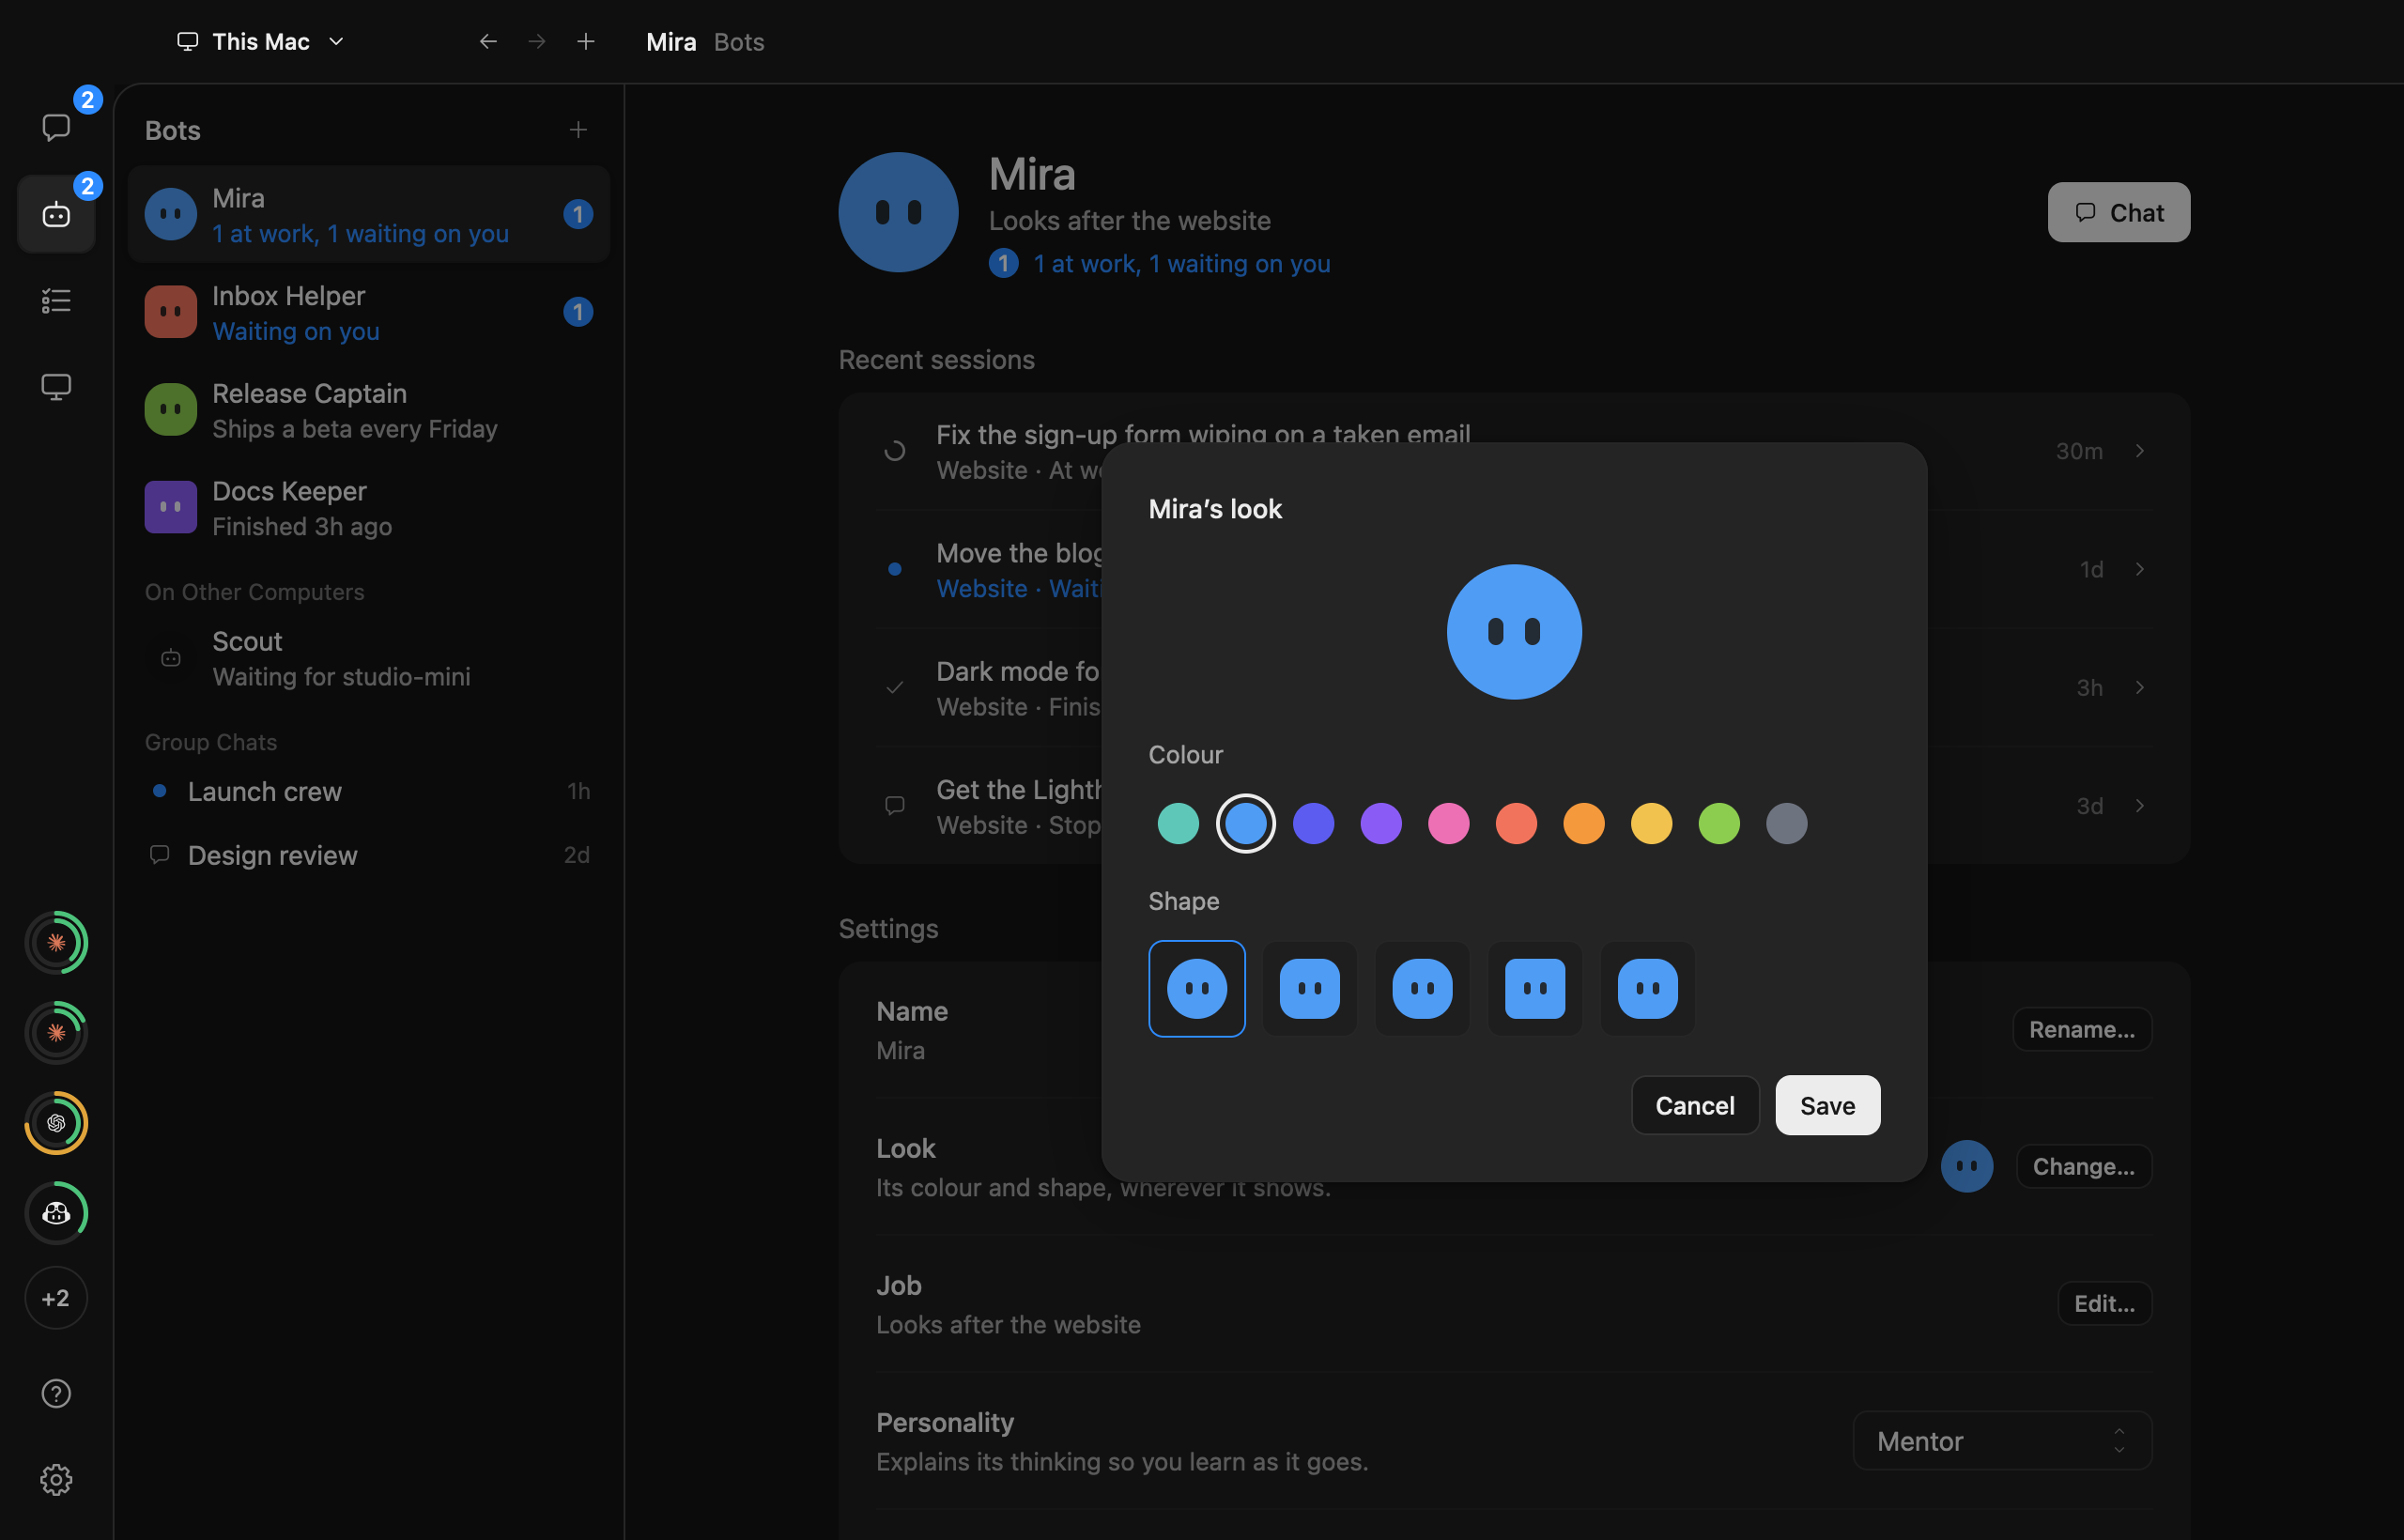 This Mac
Mira Bots
2
2
Bots
Mira
1 at work, 1 waiting on you
1
Inbox Helper
Waiting on you
1
Release Captain
Ships a beta every Friday
Docs Keeper
Finished 3h ago
On Other Computers
Scout
Waiting for studio-mini
Group Chats
Launch crew
1h
Design review
2d
+2
Mira
Looks after the website
1 1 at work, 1 waiting on you
Chat
Recent sessions
Fix the sign-up form wiping on a taken email
Website · At
30m
Move the blog
Website ·
1d
Dark mode
Website ·
3h
Get the
Website ·
3d
Mira’s look
Colour
Shape
Cancel
Save
Settings
Name
Mira
Rename...
Look
Its colour and shape, wherever it shows.
Change...
Job
Looks after the website
Edit...
Personality
Explains its thinking so you learn as it goes.
Mentor